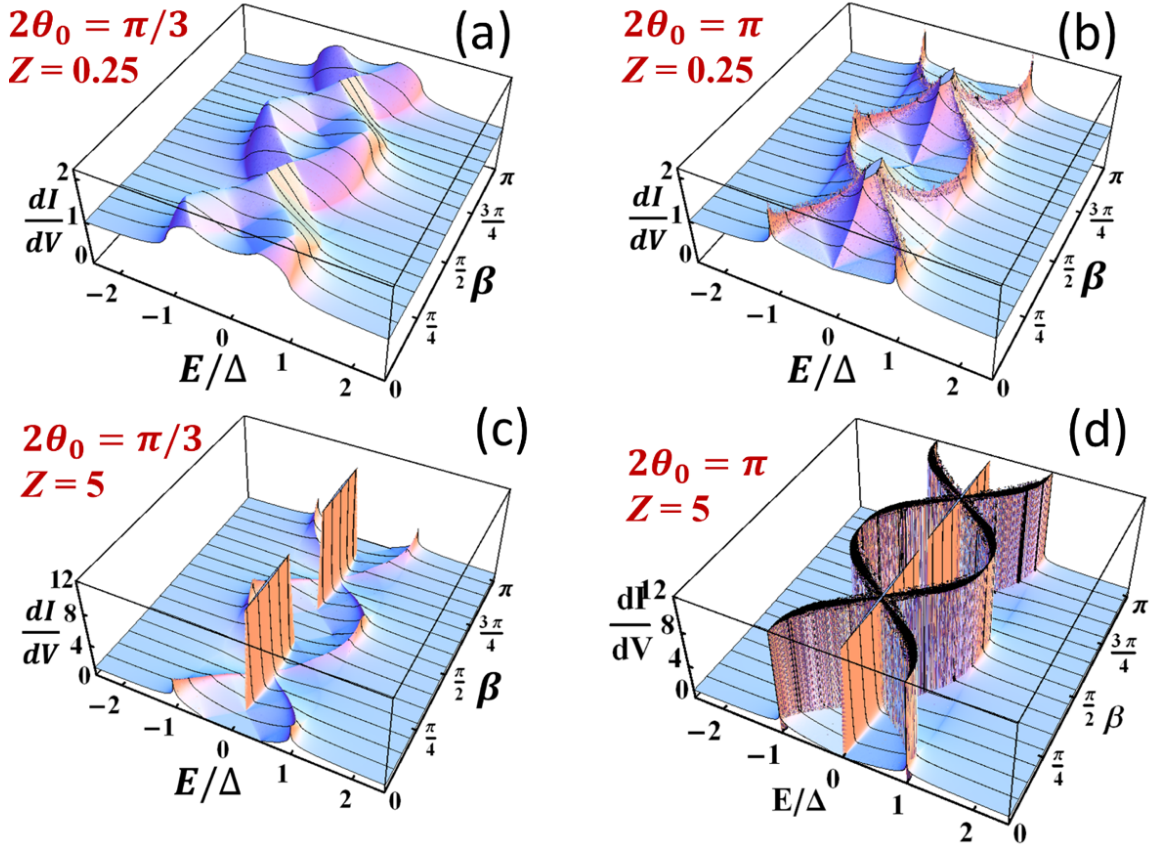 2θ₀ = π/3
Z = 0.25
(a)
2
1
0
dI
dV
−2
−1
0
1
2
E/Δ
0
π/4
π/2
3π/4
π
β
2θ₀ = π
Z = 0.25
(b)
2
1
0
dI
dV
−2
−1
0
1
2
E/Δ
0
π/4
π/2
3π/4
π
β
2θ₀ = π/3
Z = 5
(c)
12
8
4
0
dI
dV
−2
−1
0
1
2
E/Δ
0
π/4
π/2
3π/4
π
β
2θ₀ = π
Z = 5
(d)
12
8
4
0
dI
dV
−2
−1
0
1
2
E/Δ
0
π/4
π/2
3π/4
π
β